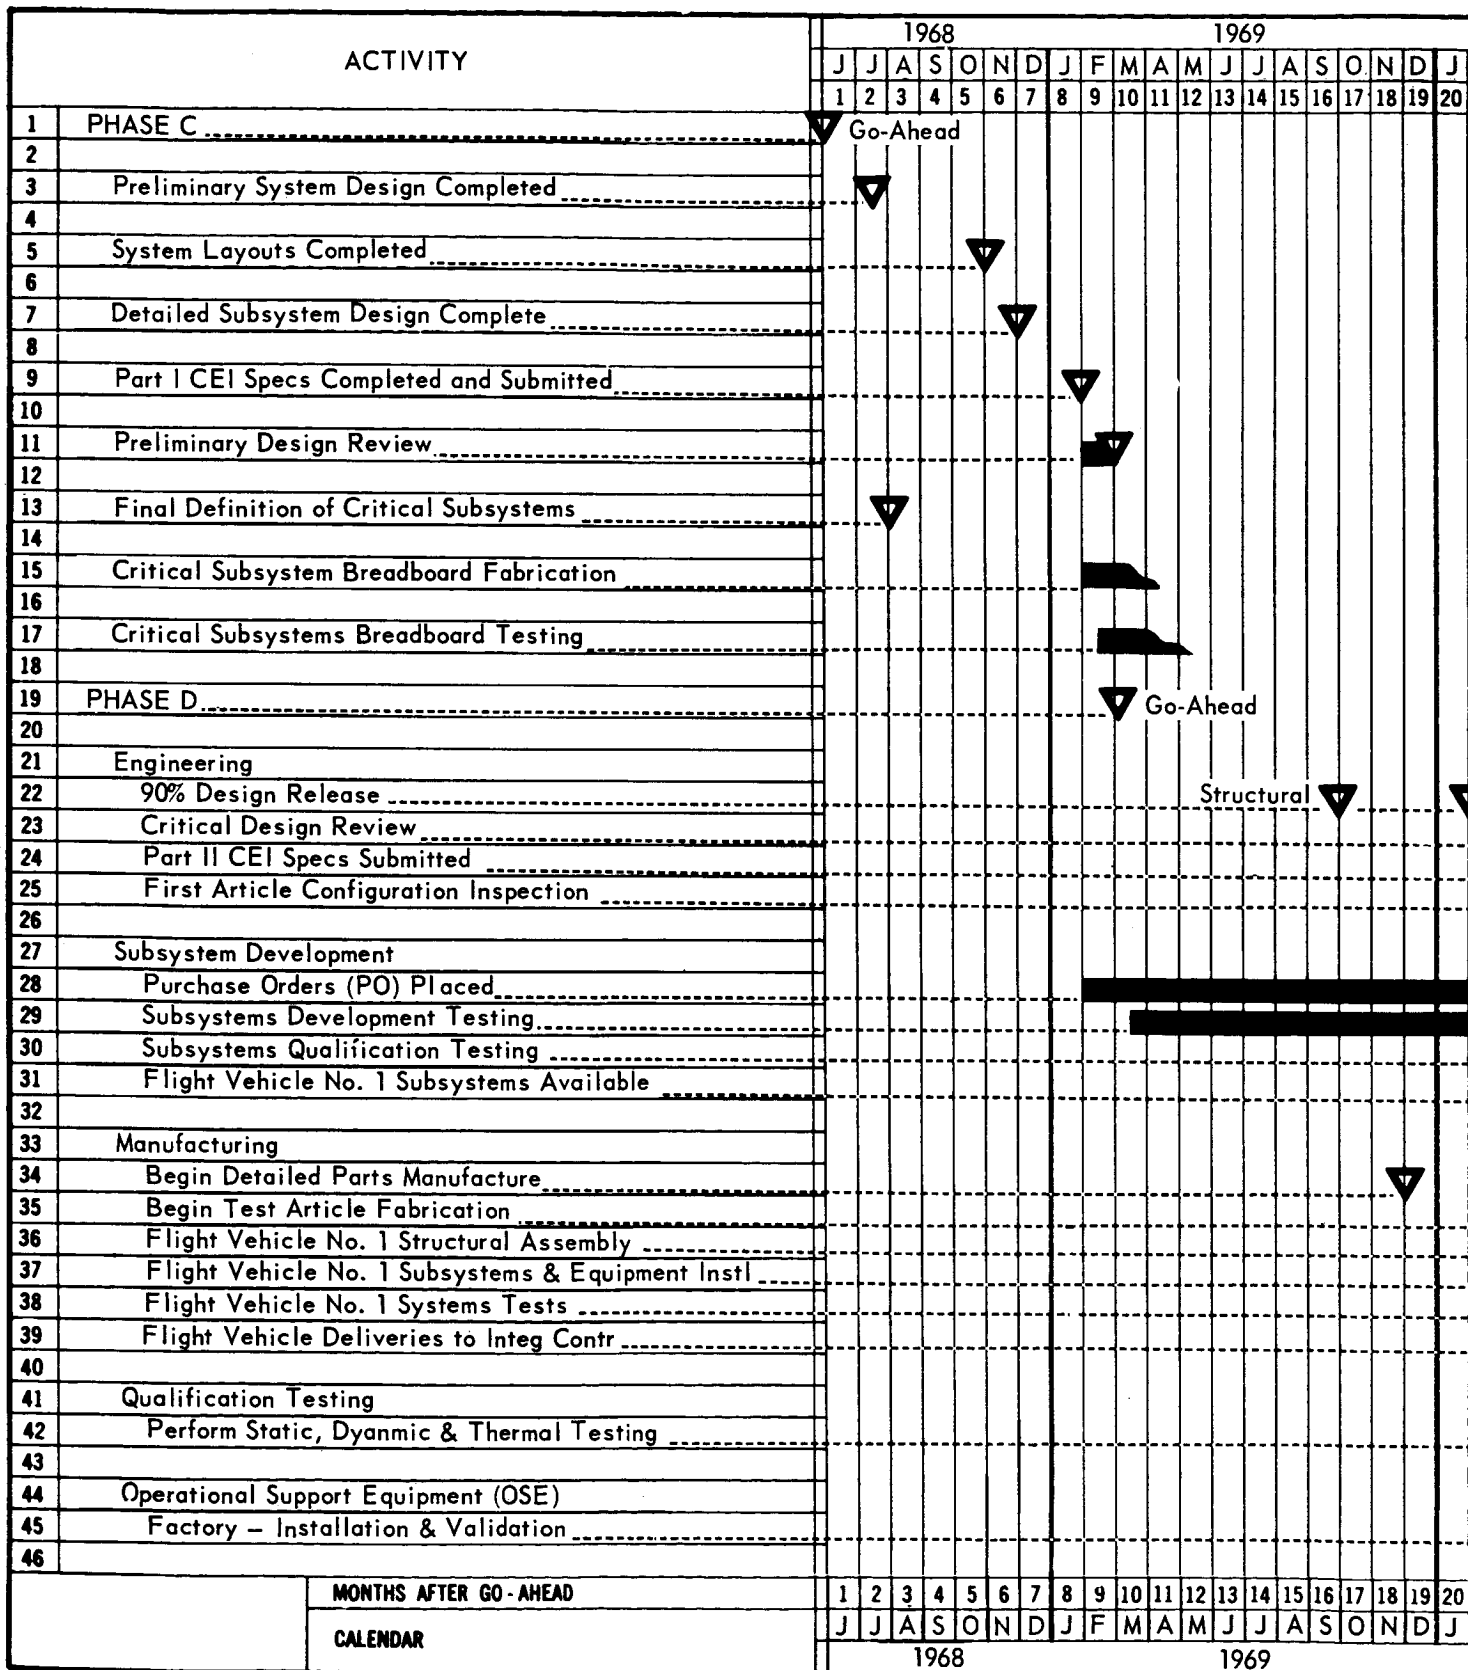 ACTIVITY
1968 1969
J J A S O N D J F M A M J J A S O N D J
1 2 3 4 5 6 7 8 9 10 11 12 13 14 15 16 17 18 19 20
1 PHASE C Go-Ahead
2
3 Preliminary System Design Completed
4
5 System Layouts Completed
6
7 Detailed Subsystem Design Complete
8
9 Part I CEI Specs Completed and Submitted
10
11 Preliminary Design Review
12
13 Final Definition of Critical Subsystems
14
15 Critical Subsystem Breadboard Fabrication
16
17 Critical Subsystems Breadboard Testing
18
19 PHASE D Go-Ahead
20
21 Engineering
22 90% Design Release Structural
23 Critical Design Review
24 Part II CEI Specs Submitted
25 First Article Configuration Inspection
26
27 Subsystem Development
28 Purchase Orders (PO) Placed
29 Subsystems Development Testing
30 Subsystems Qualification Testing
31 Flight Vehicle No. 1 Subsystems Available
32
33 Manufacturing
34 Begin Detailed Parts Manufacture
35 Begin Test Article Fabrication
36 Flight Vehicle No. 1 Structural Assembly
37 Flight Vehicle No. 1 Subsystems & Equipment Instl
38 Flight Vehicle No. 1 Systems Tests
39 Flight Vehicle Deliveries to Integ Contr
40
41 Qualification Testing
42 Perform Static, Dyanmic & Thermal Testing
43
44 Operational Support Equipment (OSE)
45 Factory – Installation & Validation
46
MONTHS AFTER GO-AHEAD 1 2 3 4 5 6 7 8 9 10 11 12 13 14 15 16 17 18 19 20
CALENDAR J J A S O N D J F M A M J J A S O N D J
1968 1969